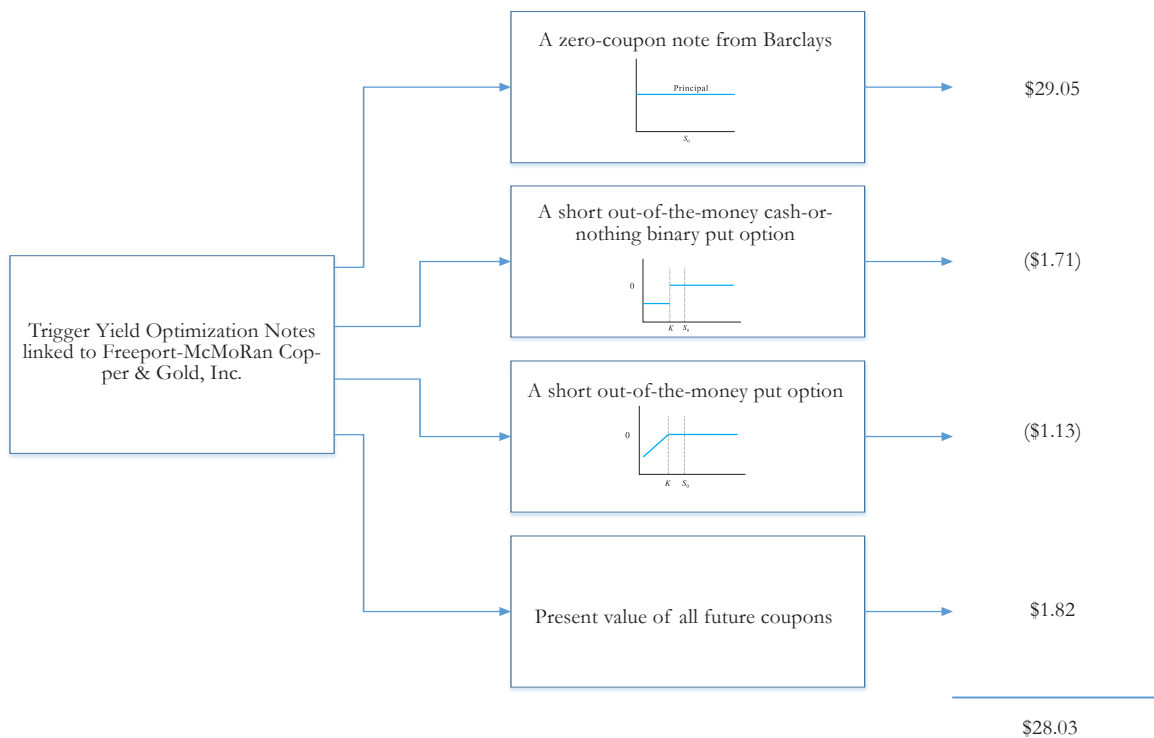 A zero-coupon note from Barclays
Principal
S0
$29.05
A short out-of-the-money cash-or-
nothing binary put option
0
K
S0
($1.71)
Trigger Yield Optimization Notes
linked to Freeport-McMoRan Cop-
per & Gold, Inc.
A short out-of-the-money put option
0
K
S0
($1.13)
Present value of all future coupons
$1.82
$28.03